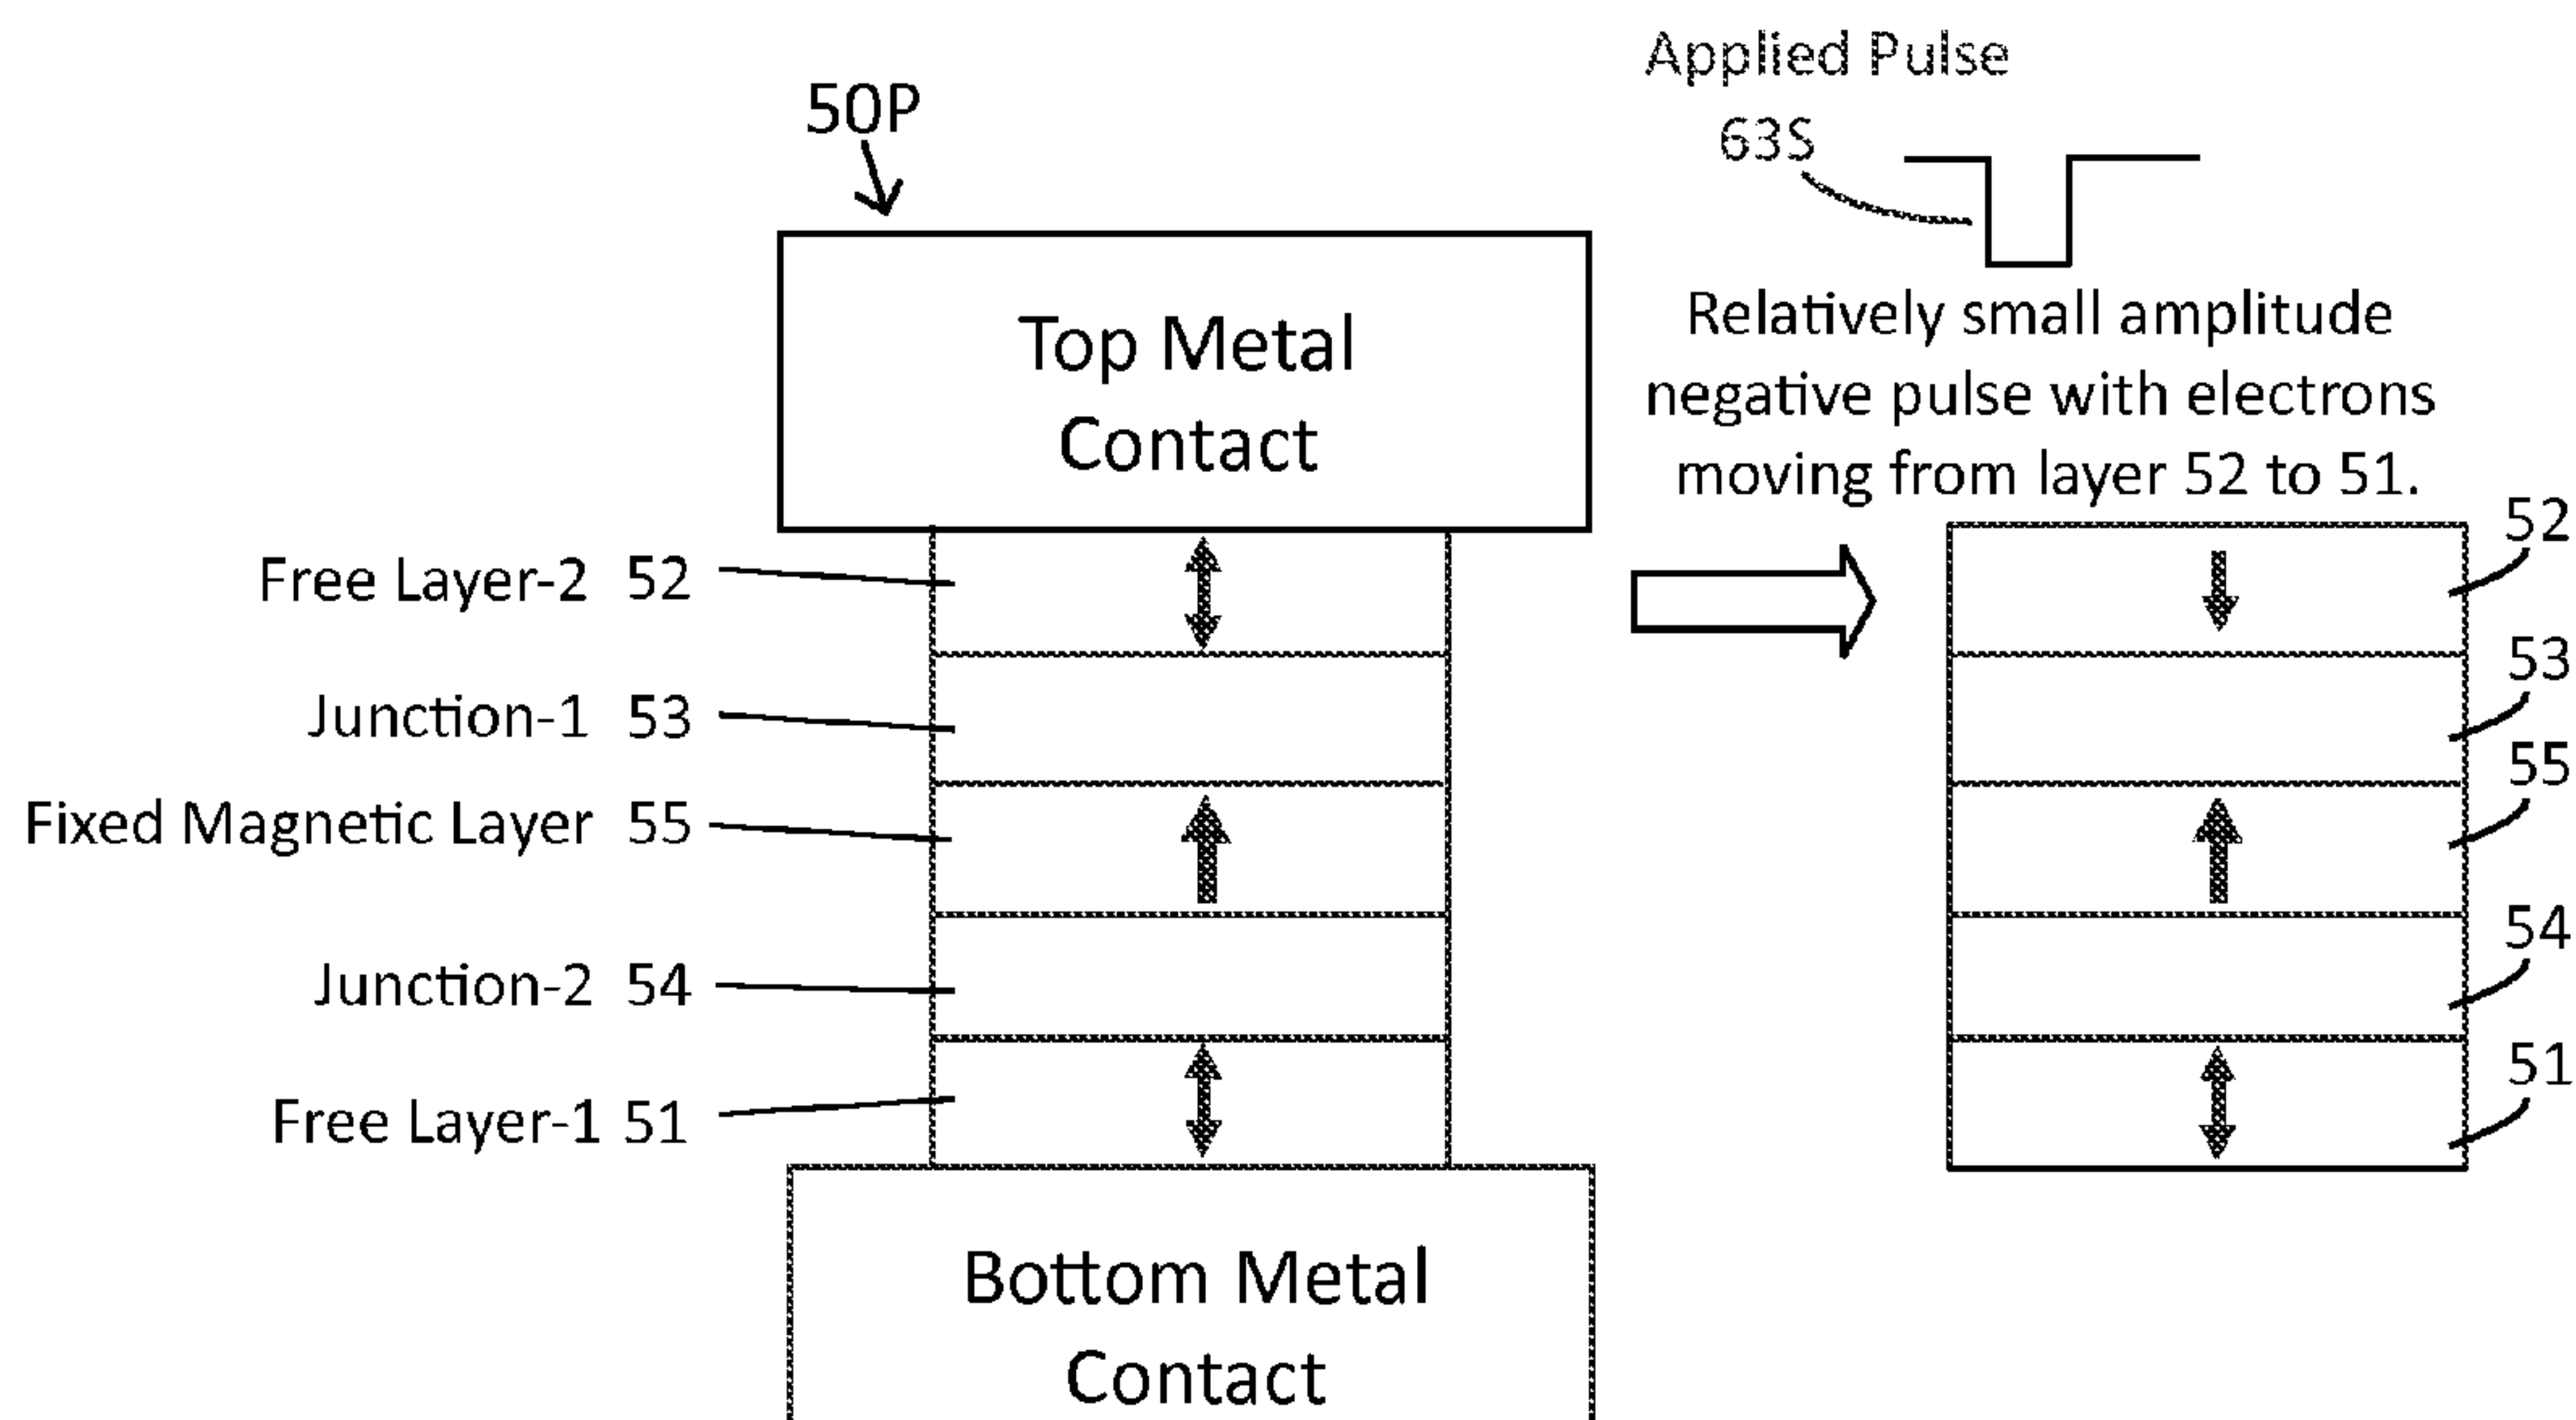 Applied Pulse
63S
50P
Relatively small amplitude
negative pulse with electrons
moving from layer 52 to 51.
Top Metal
Contact
Free Layer-2 52
Junction-1 53
Fixed Magnetic Layer 55
Junction-2 54
Free Layer-1 51
Bottom Metal
Contact
52
53
55
54
51